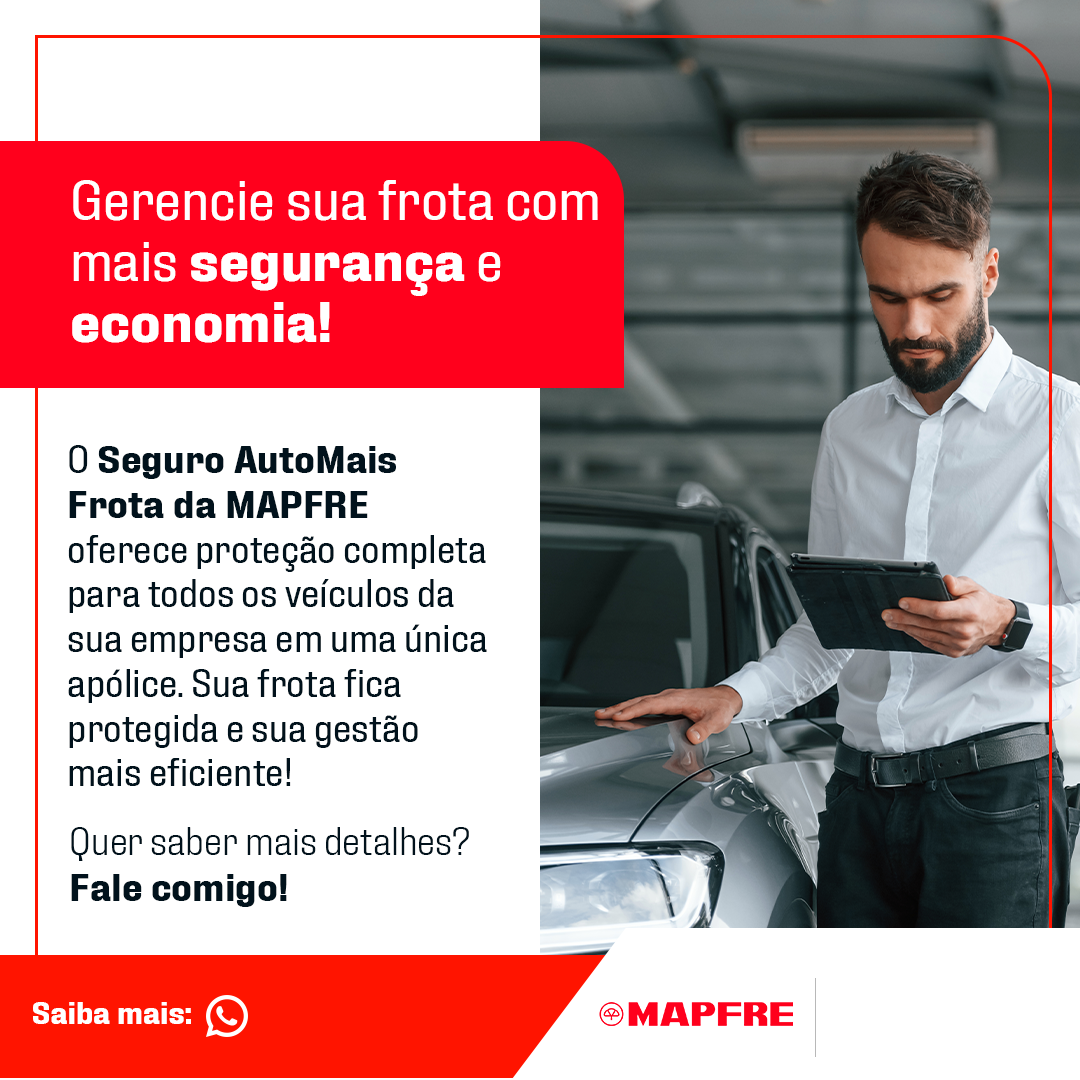 Gerencie sua frota com
mais segurança e
economia!
O Seguro AutoMais
Frota da MAPFRE
oferece proteção completa
para todos os veículos da
sua empresa em uma única
apólice. Sua frota fica
protegida e sua gestão
mais eficiente!
Quer saber mais detalhes?
Fale comigo!
Saiba mais:
MAPFRE